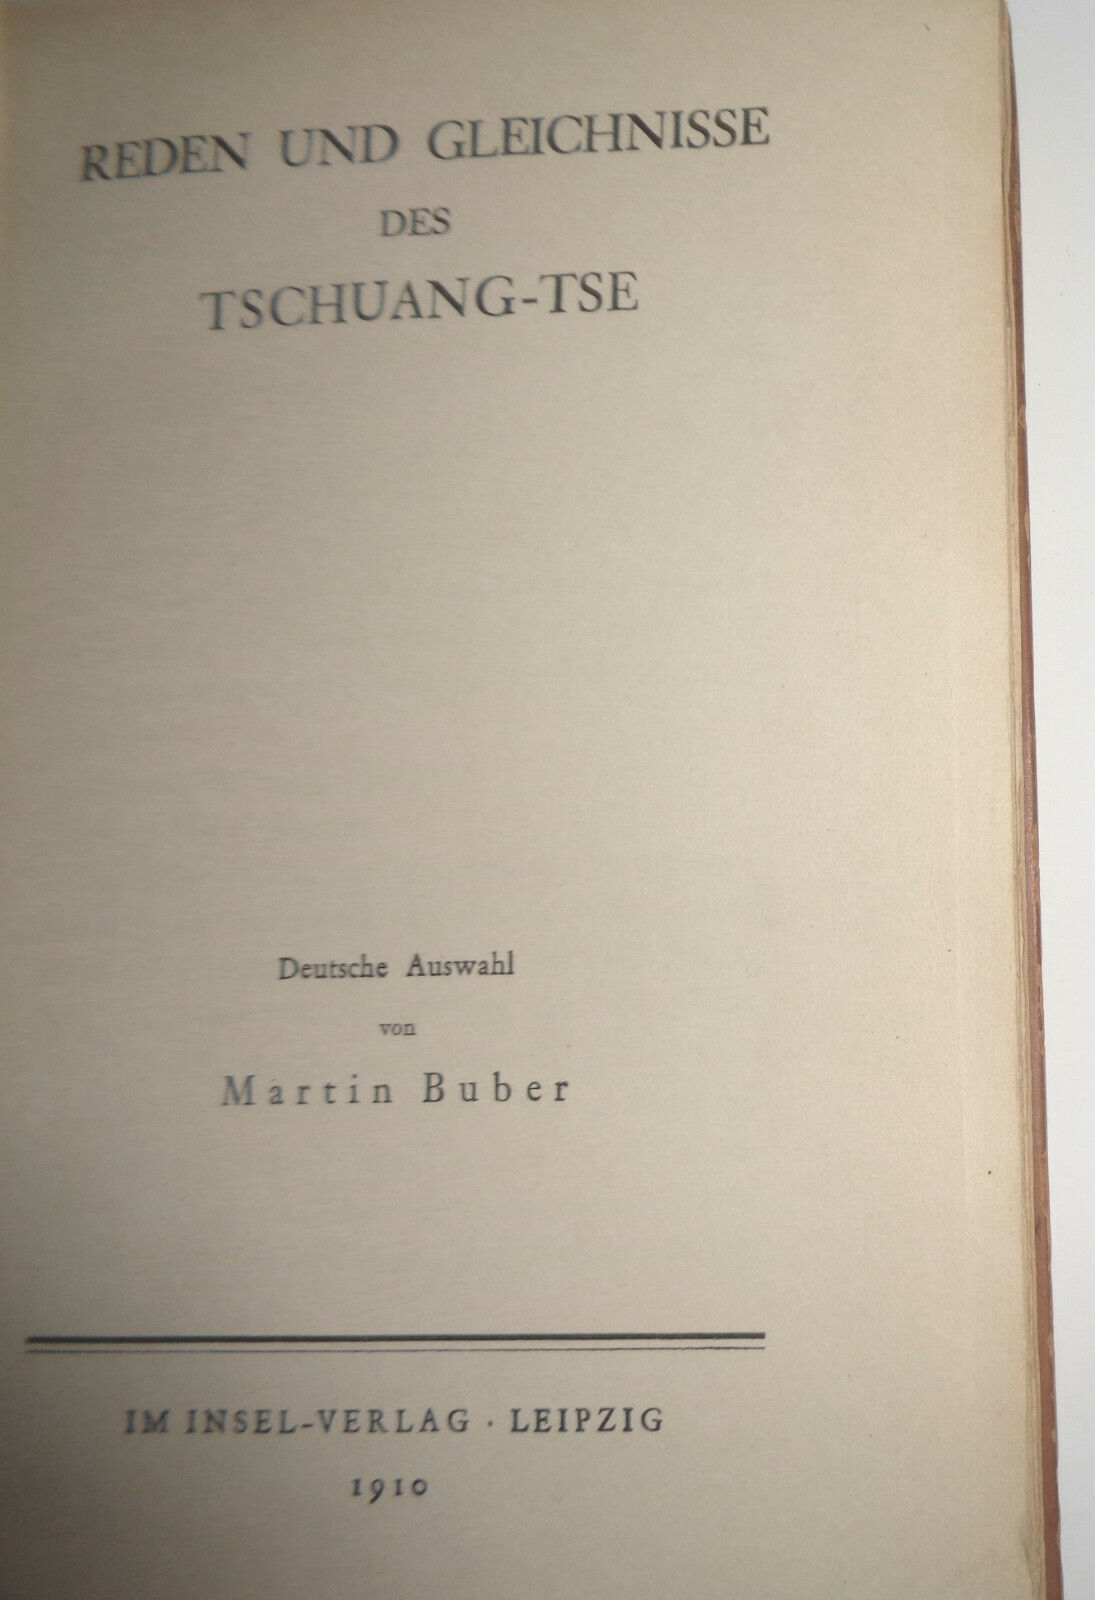 REDEN UND GLEICHNISSE
DES
TSCHUANG-TSE
Deutsche Auswahl
von
Martin Buber
IM INSEL-VERLAG · LEIPZIG
1910